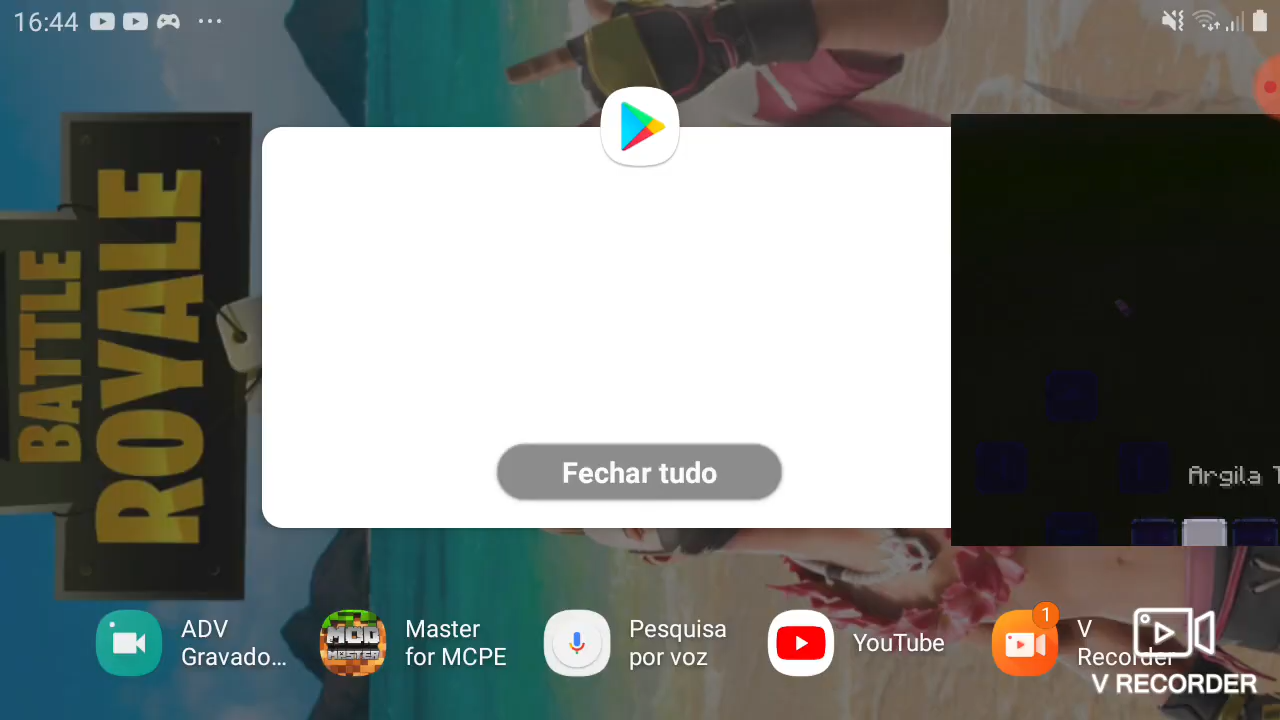 16:44
BATTLE
ROYALE
Fechar tudo
Argila T
ADV
Gravado...
MOD
MASTER
Master
for MCPE
Pesquisa
por voz
YouTube
1
V
Recorder
V RECORDER